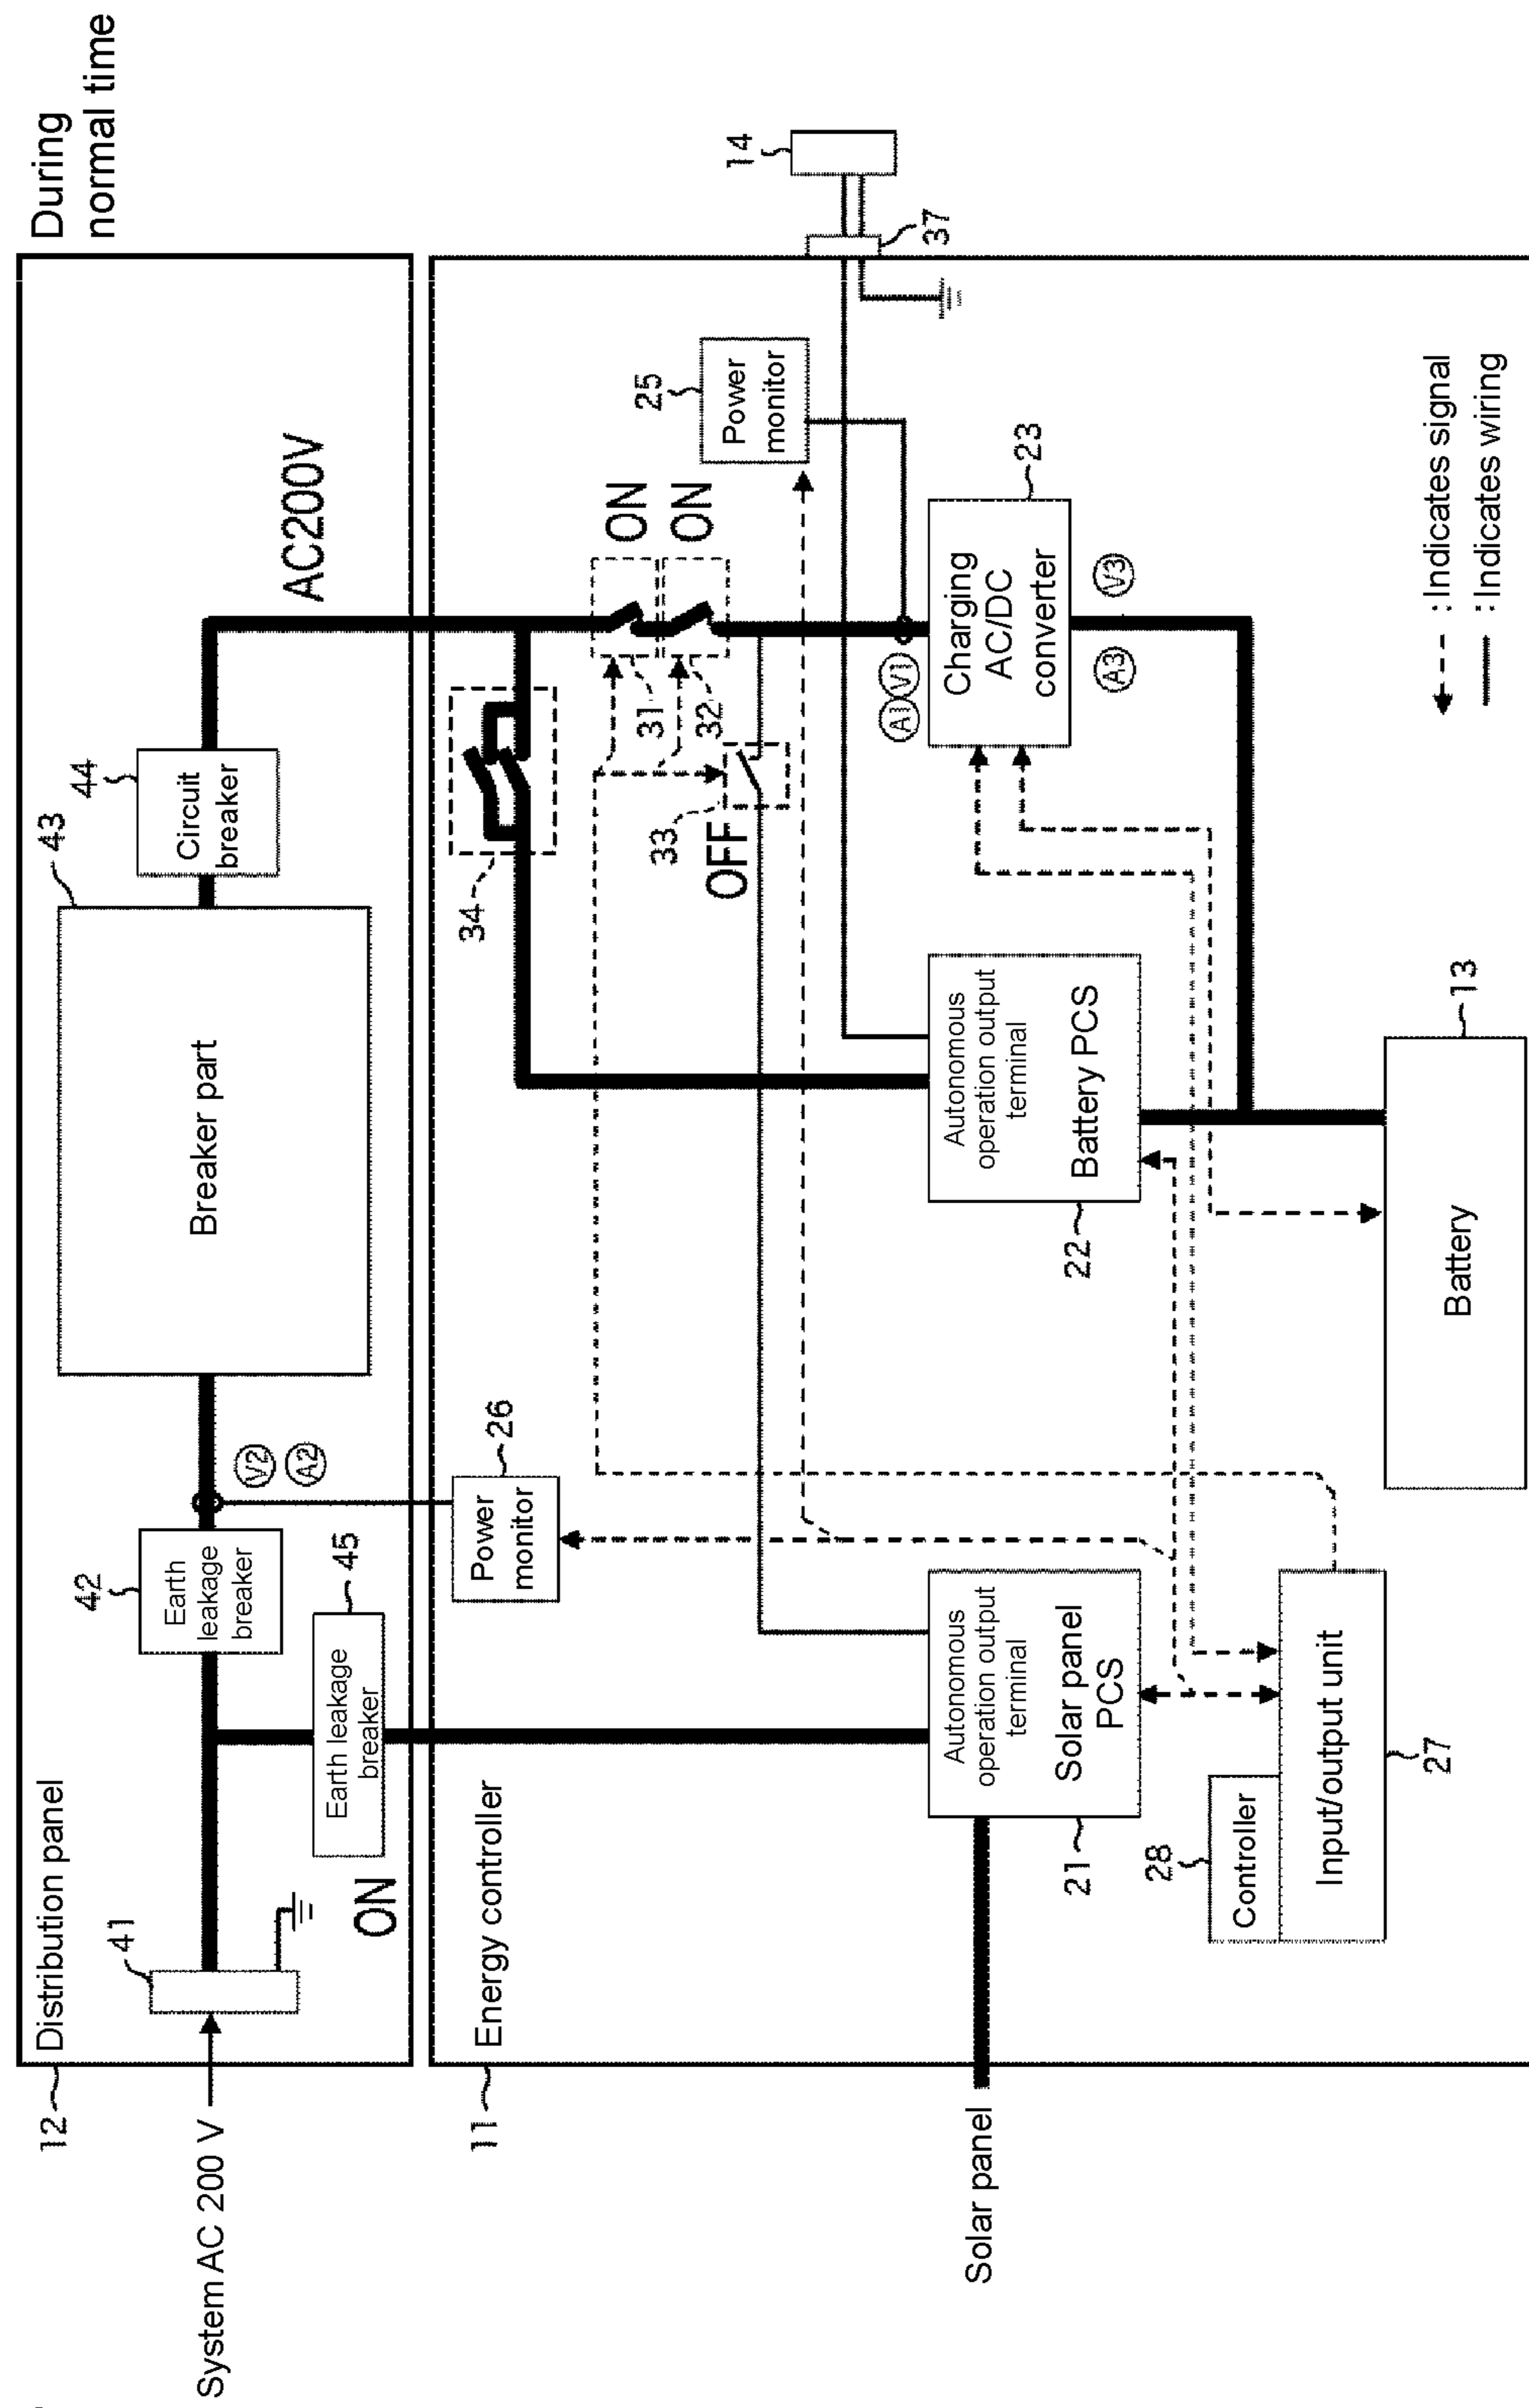 During
normal time
12
Distribution panel
System AC 200 V
41
42
Earth
leakage
breaker
45
Earth leakage
breaker
ON
V2
A2
43
Breaker part
44
Circuit
breaker
AC200V
11
Energy controller
26
Power
monitor
34
31
ON
32
ON
33
OFF
25
Power
monitor
14
37
A1
V1
Solar panel
21
Autonomous
operation output
terminal
Solar panel
PCS
22
Autonomous
operation output
terminal
Battery PCS
23
Charging
AC/DC
converter
A3
V3
28
Controller
27
Input/output unit
13
Battery
: Indicates signal
: Indicates wiring